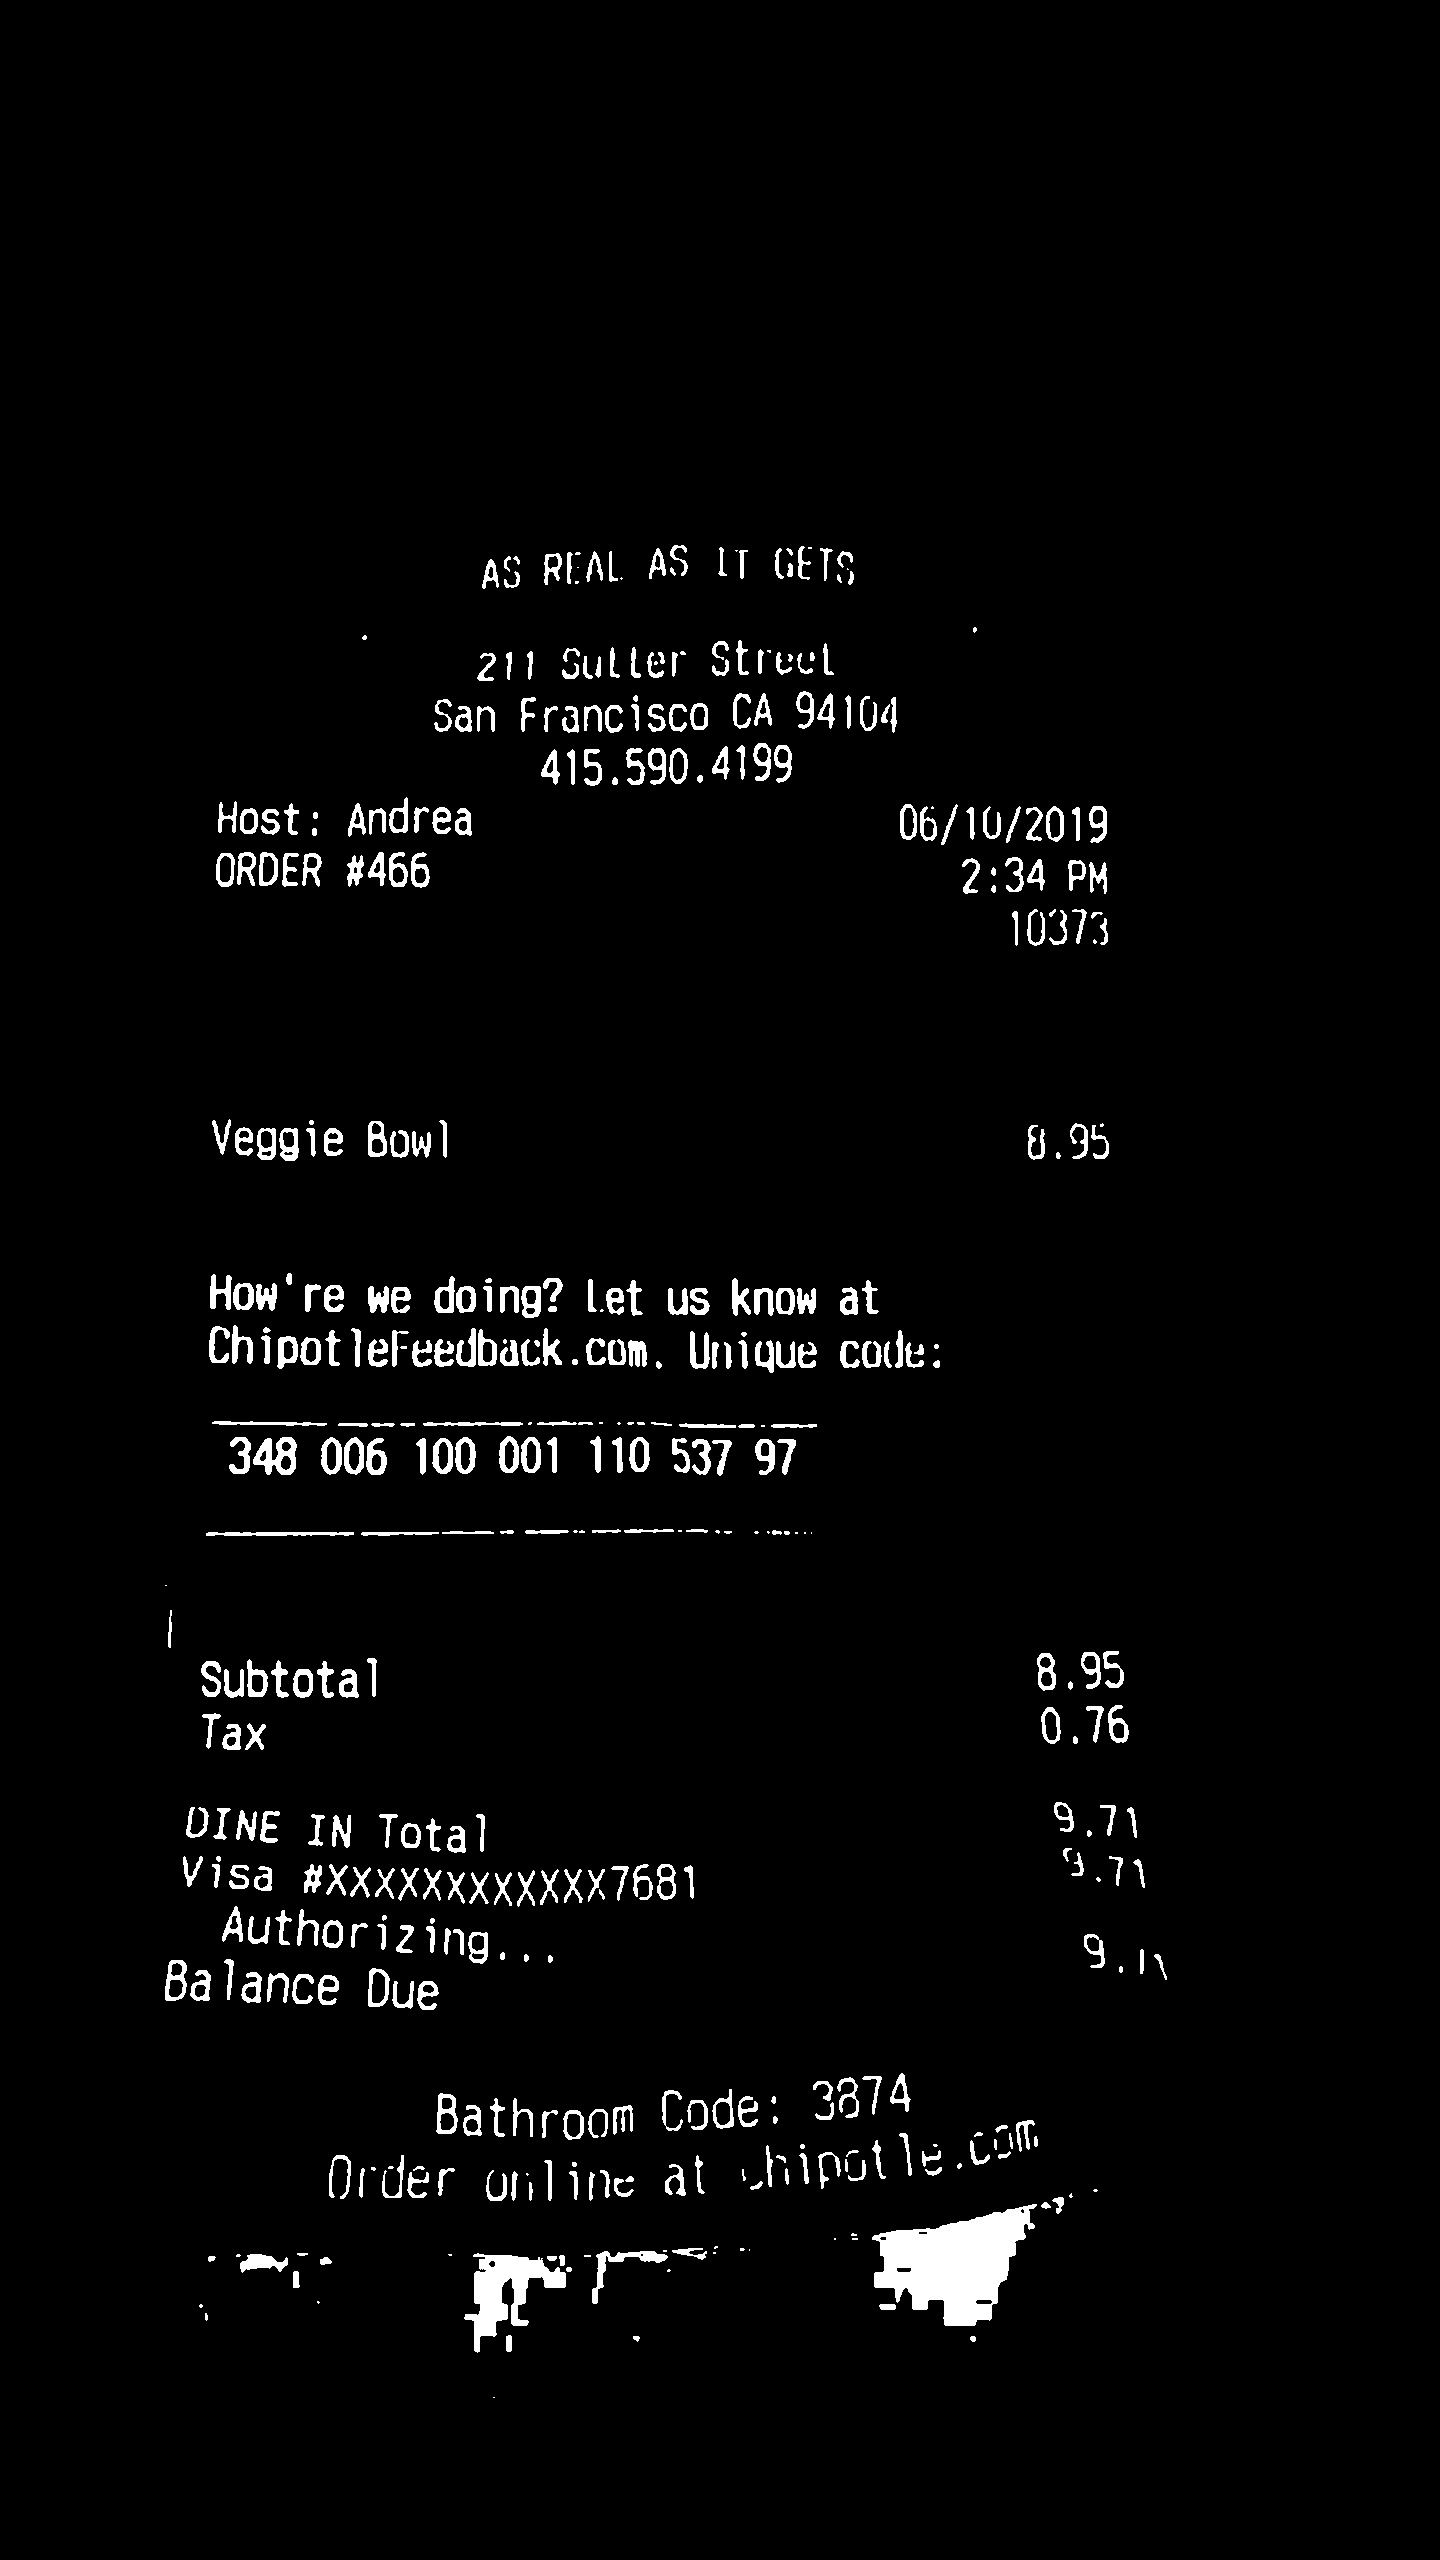 AS REAL AS IT GETS
211 Sutter Street
San Francisco CA 94104
415.590.4199
Host: Andrea 06/10/2019
ORDER #466 2:34 PM
10373
Veggie Bowl 8.95
How're we doing? Let us know at
ChipotleFeedback.com. Unique code:
348 006 100 001 110 537 97
Subtotal 8.95
Tax 0.76
DINE IN Total 9.71
Visa #XXXXXXXXXXXX7681 9.71
Authorizing...
Balance Due
Bathroom Code: 3874
Order online at chipotle.com